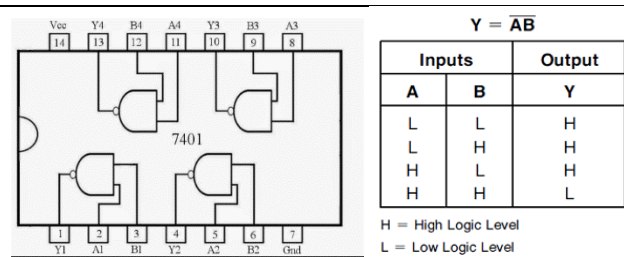 Vcc Y4 B4 A4 Y3 B3 A3
14 13 12 11 10 9 8
7401
1 2 3 4 5 6 7
Y1 A1 B1 Y2 A2 B2 Gnd
Y = A̅B̅
Inputs Output
A B Y
L L H
L H H
H L H
H H L
H = High Logic Level
L = Low Logic Level